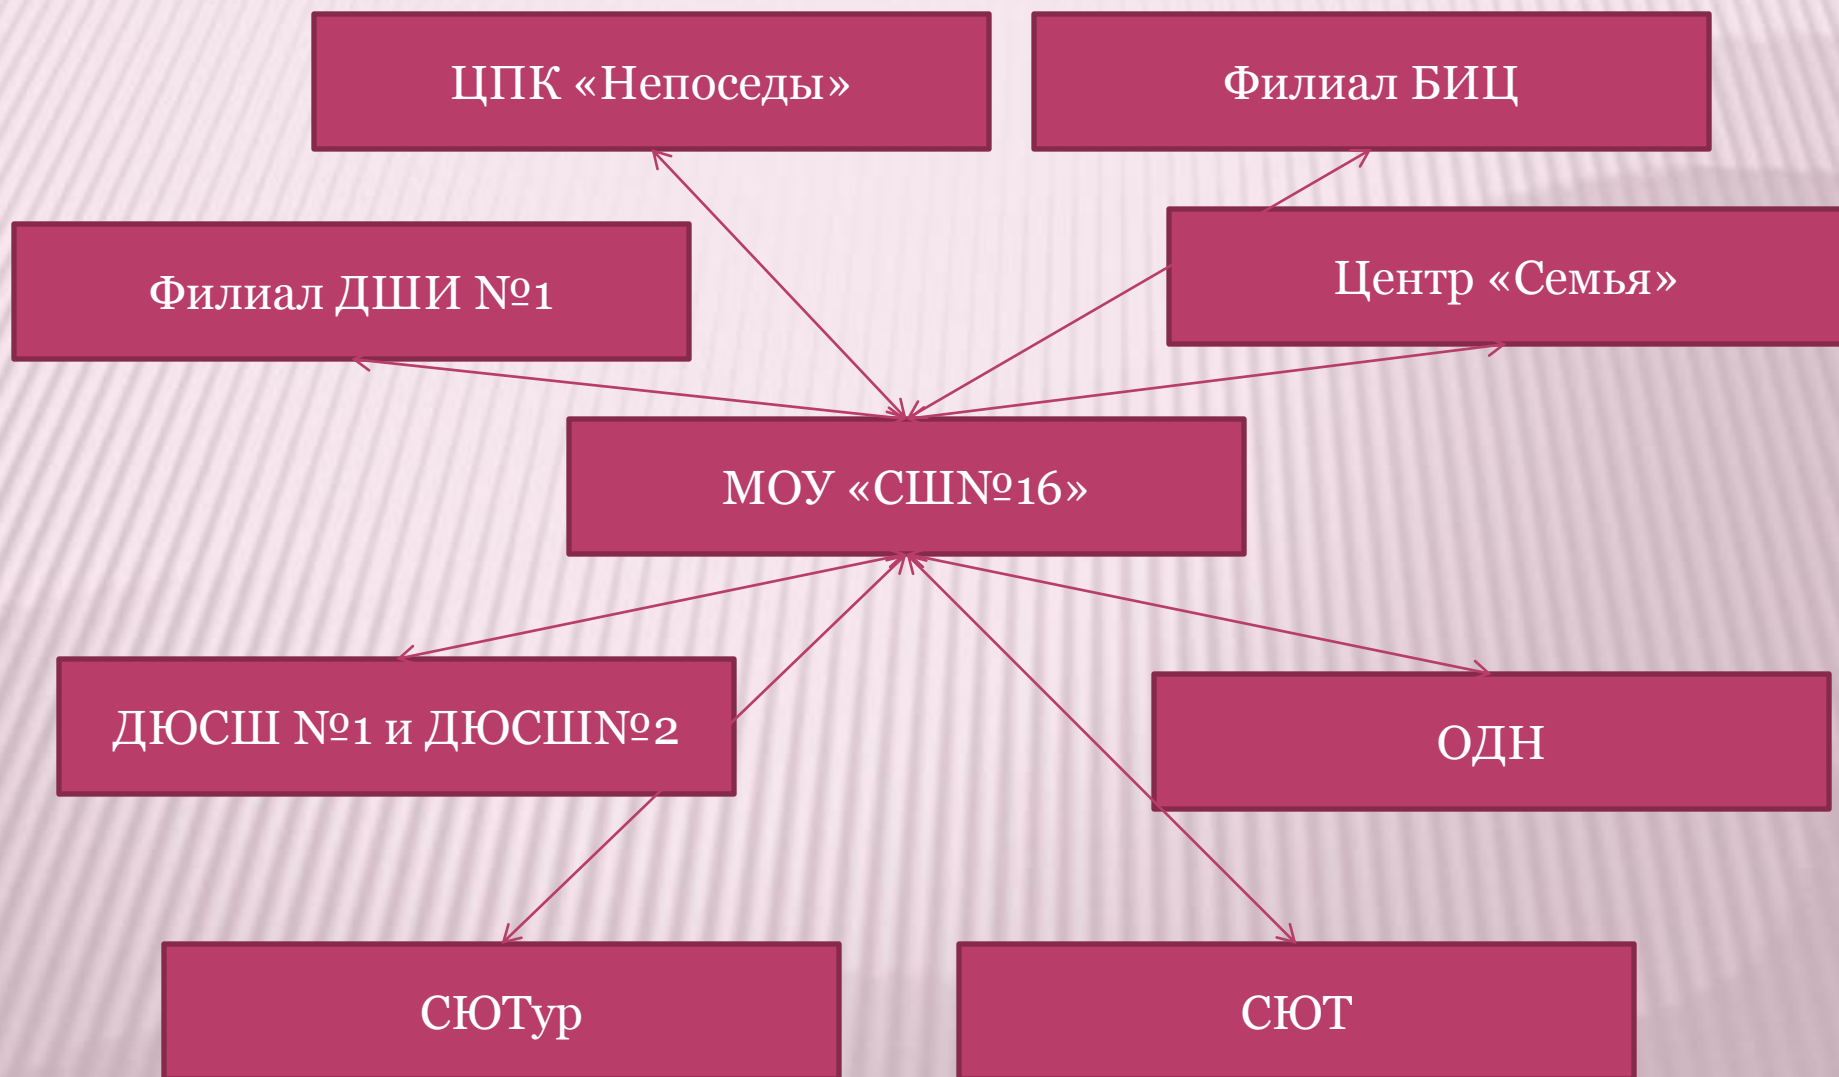 ЦПК «Непоседы»
Филиал БИЦ
Филиал ДШИ №1
Центр «Семья»
МОУ «СШ№16»
ДЮСШ №1 и ДЮСШ№2
ОДН
СЮТур
СЮТ